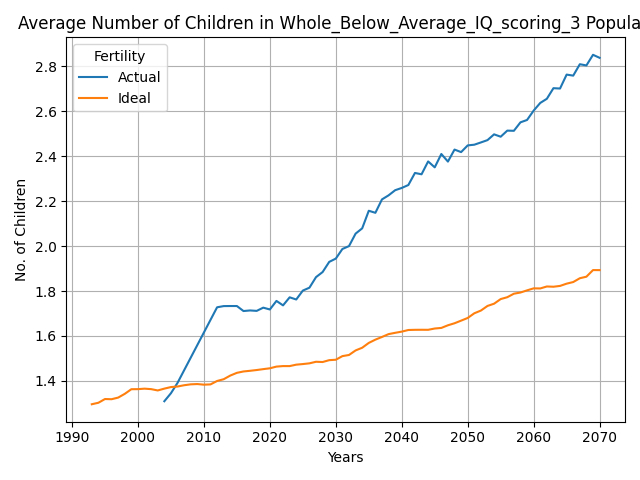 Average Number of Children in Whole_Below_Average_IQ_scoring_3 Popula
Fertility
Actual
Ideal
2.8
2.6
2.4
2.2
2.0
1.8
1.6
1.4
No. of Children
1990 2000 2010 2020 2030 2040 2050 2060 2070
Years